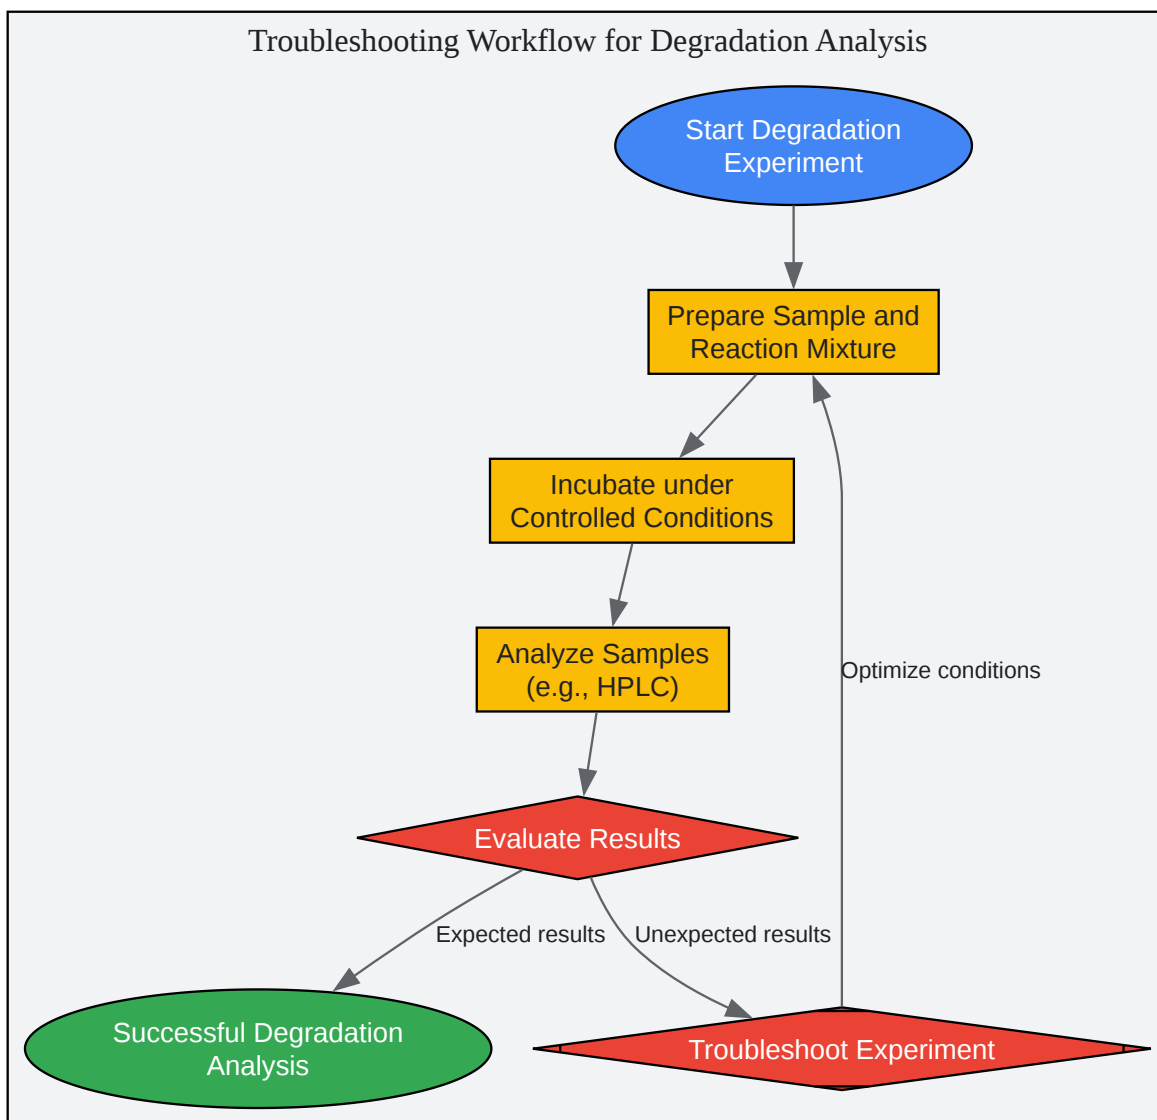 Troubleshooting Workflow for Degradation Analysis
Start Degradation
Experiment
Prepare Sample and
Reaction Mixture
Incubate under
Controlled Conditions
Analyze Samples
(e.g., HPLC)
Optimize conditions
Evaluate Results
Expected results
Unexpected results
Successful Degradation
Analysis
Troubleshoot Experiment